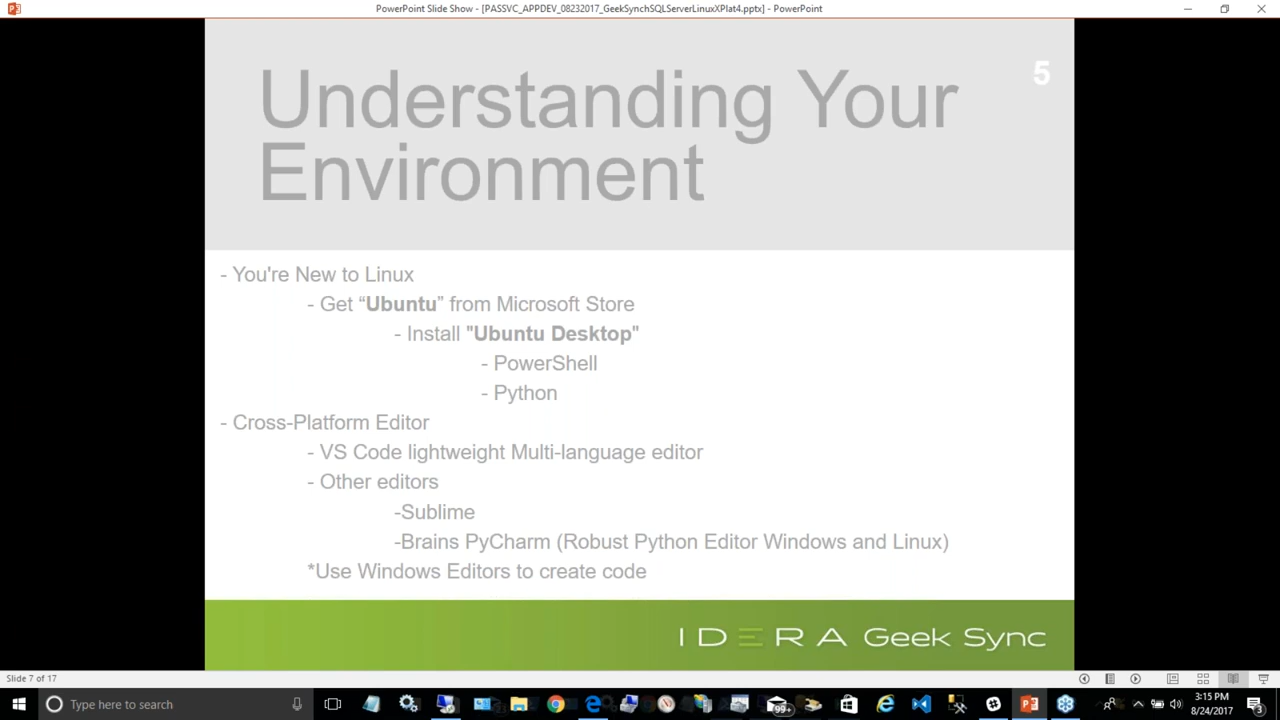 PowerPoint Slide Show - [PASSVC_APPDEV_08232017_GeekSynchSQLServerLinuxXPlat4.pptx] - PowerPoint
5
Understanding Your
Environment
- You're New to Linux
- Get “Ubuntu” from Microsoft Store
- Install "Ubuntu Desktop"
- PowerShell
- Python
- Cross-Platform Editor
- VS Code lightweight Multi-language editor
- Other editors
-Sublime
-Brains PyCharm (Robust Python Editor Windows and Linux)
*Use Windows Editors to create code
IDERA Geek Sync
Slide 7 of 17
Type here to search
99+
3:15 PM
8/24/2017
3